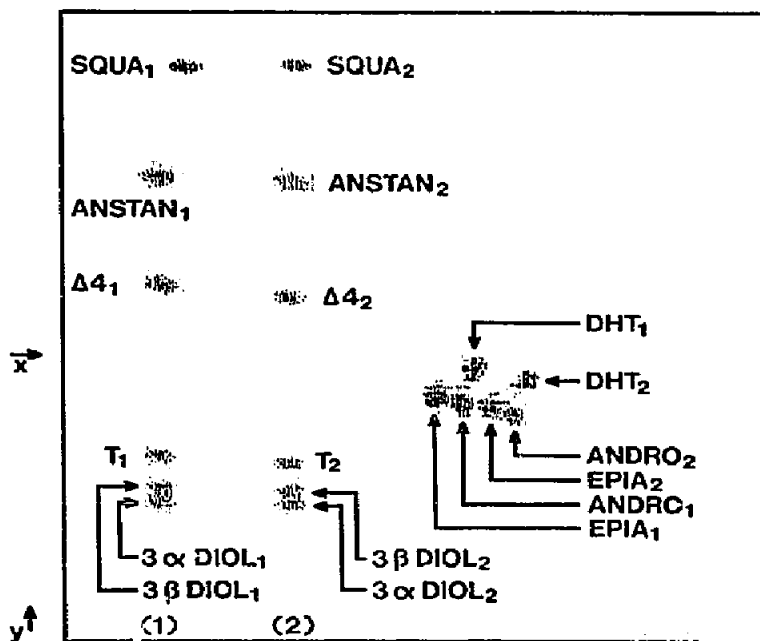 SQUA₁ SQUA₂
ANSTAN₂
ANSTAN₁
Δ4₁ Δ4₂
DHT₁
x
DHT₂
T₁ T₂
ANDRO₂
EPIA₂
ANDRO₁
EPIA₁
3 α DIOL₁ 3 β DIOL₂
3 β DIOL₁ 3 α DIOL₂
y (1) (2)